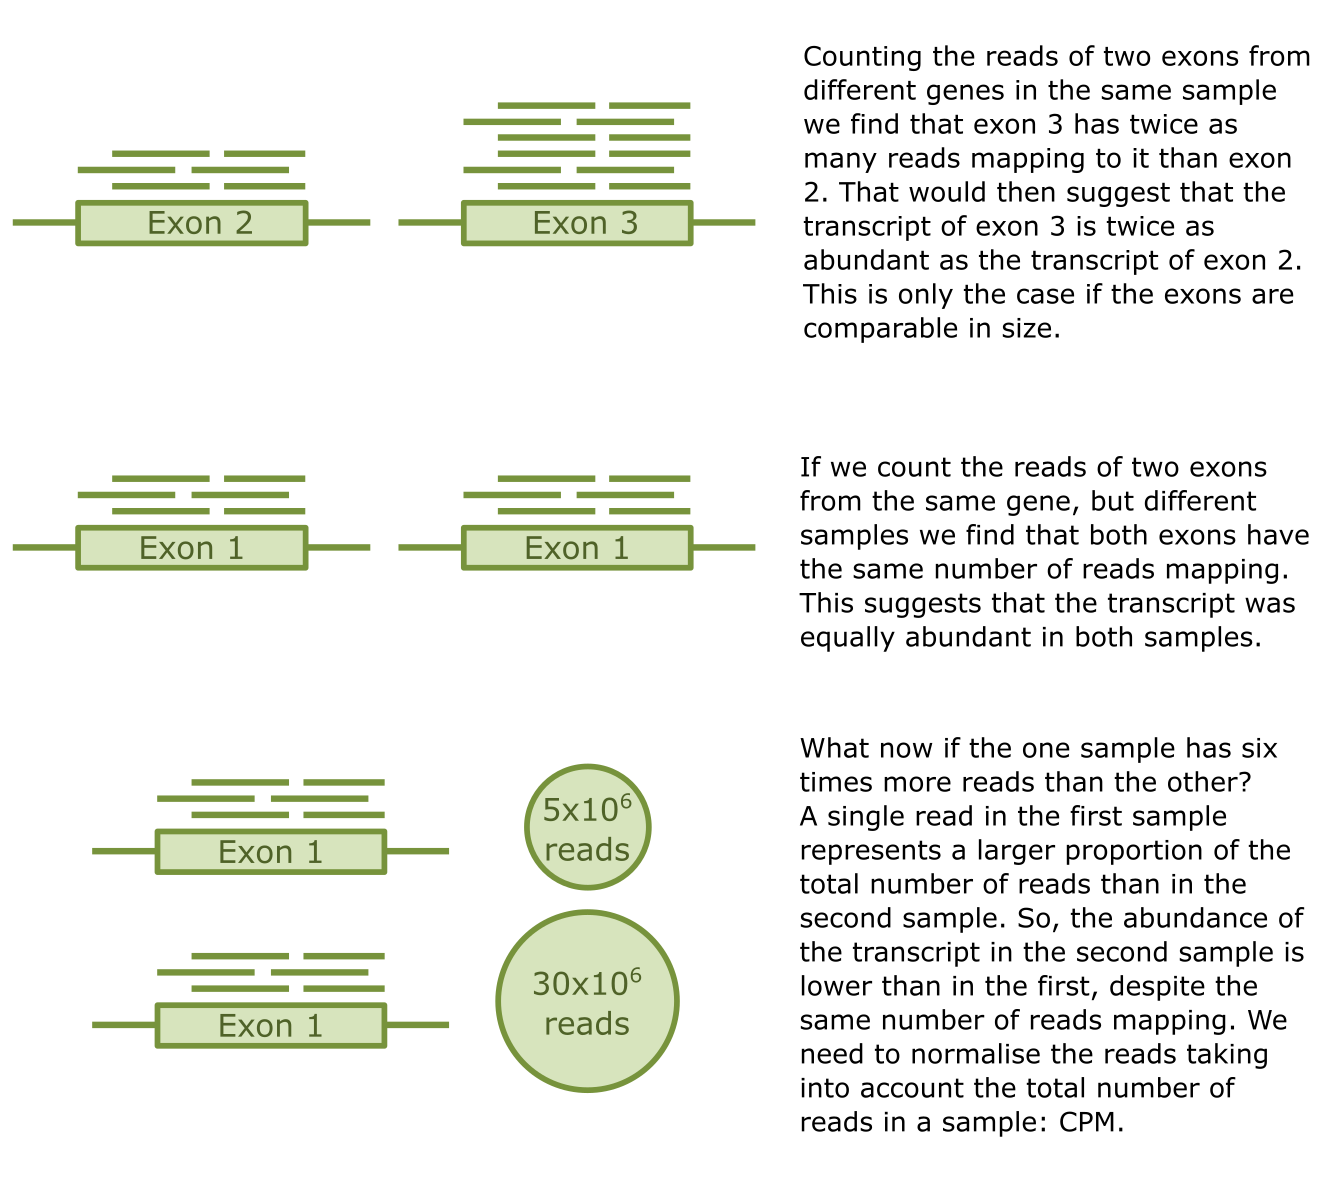 Counting the reads of two exons from
different genes in the same sample
we find that exon 3 has twice as
many reads mapping to it than exon
2. That would then suggest that the
transcript of exon 3 is twice as
abundant as the transcript of exon 2.
This is only the case if the exons are
comparable in size.
Exon 2
Exon 3
If we count the reads of two exons
from the same gene, but different
samples we find that both exons have
the same number of reads mapping.
This suggests that the transcript was
equally abundant in both samples.
Exon 1
Exon 1
What now if the one sample has six
times more reads than the other?
A single read in the first sample
represents a larger proportion of the
total number of reads than in the
second sample. So, the abundance of
the transcript in the second sample is
lower than in the first, despite the
same number of reads mapping. We
need to normalise the reads taking
into account the total number of
reads in a sample: CPM.
Exon 1
5x10⁶
reads
Exon 1
30x10⁶
reads